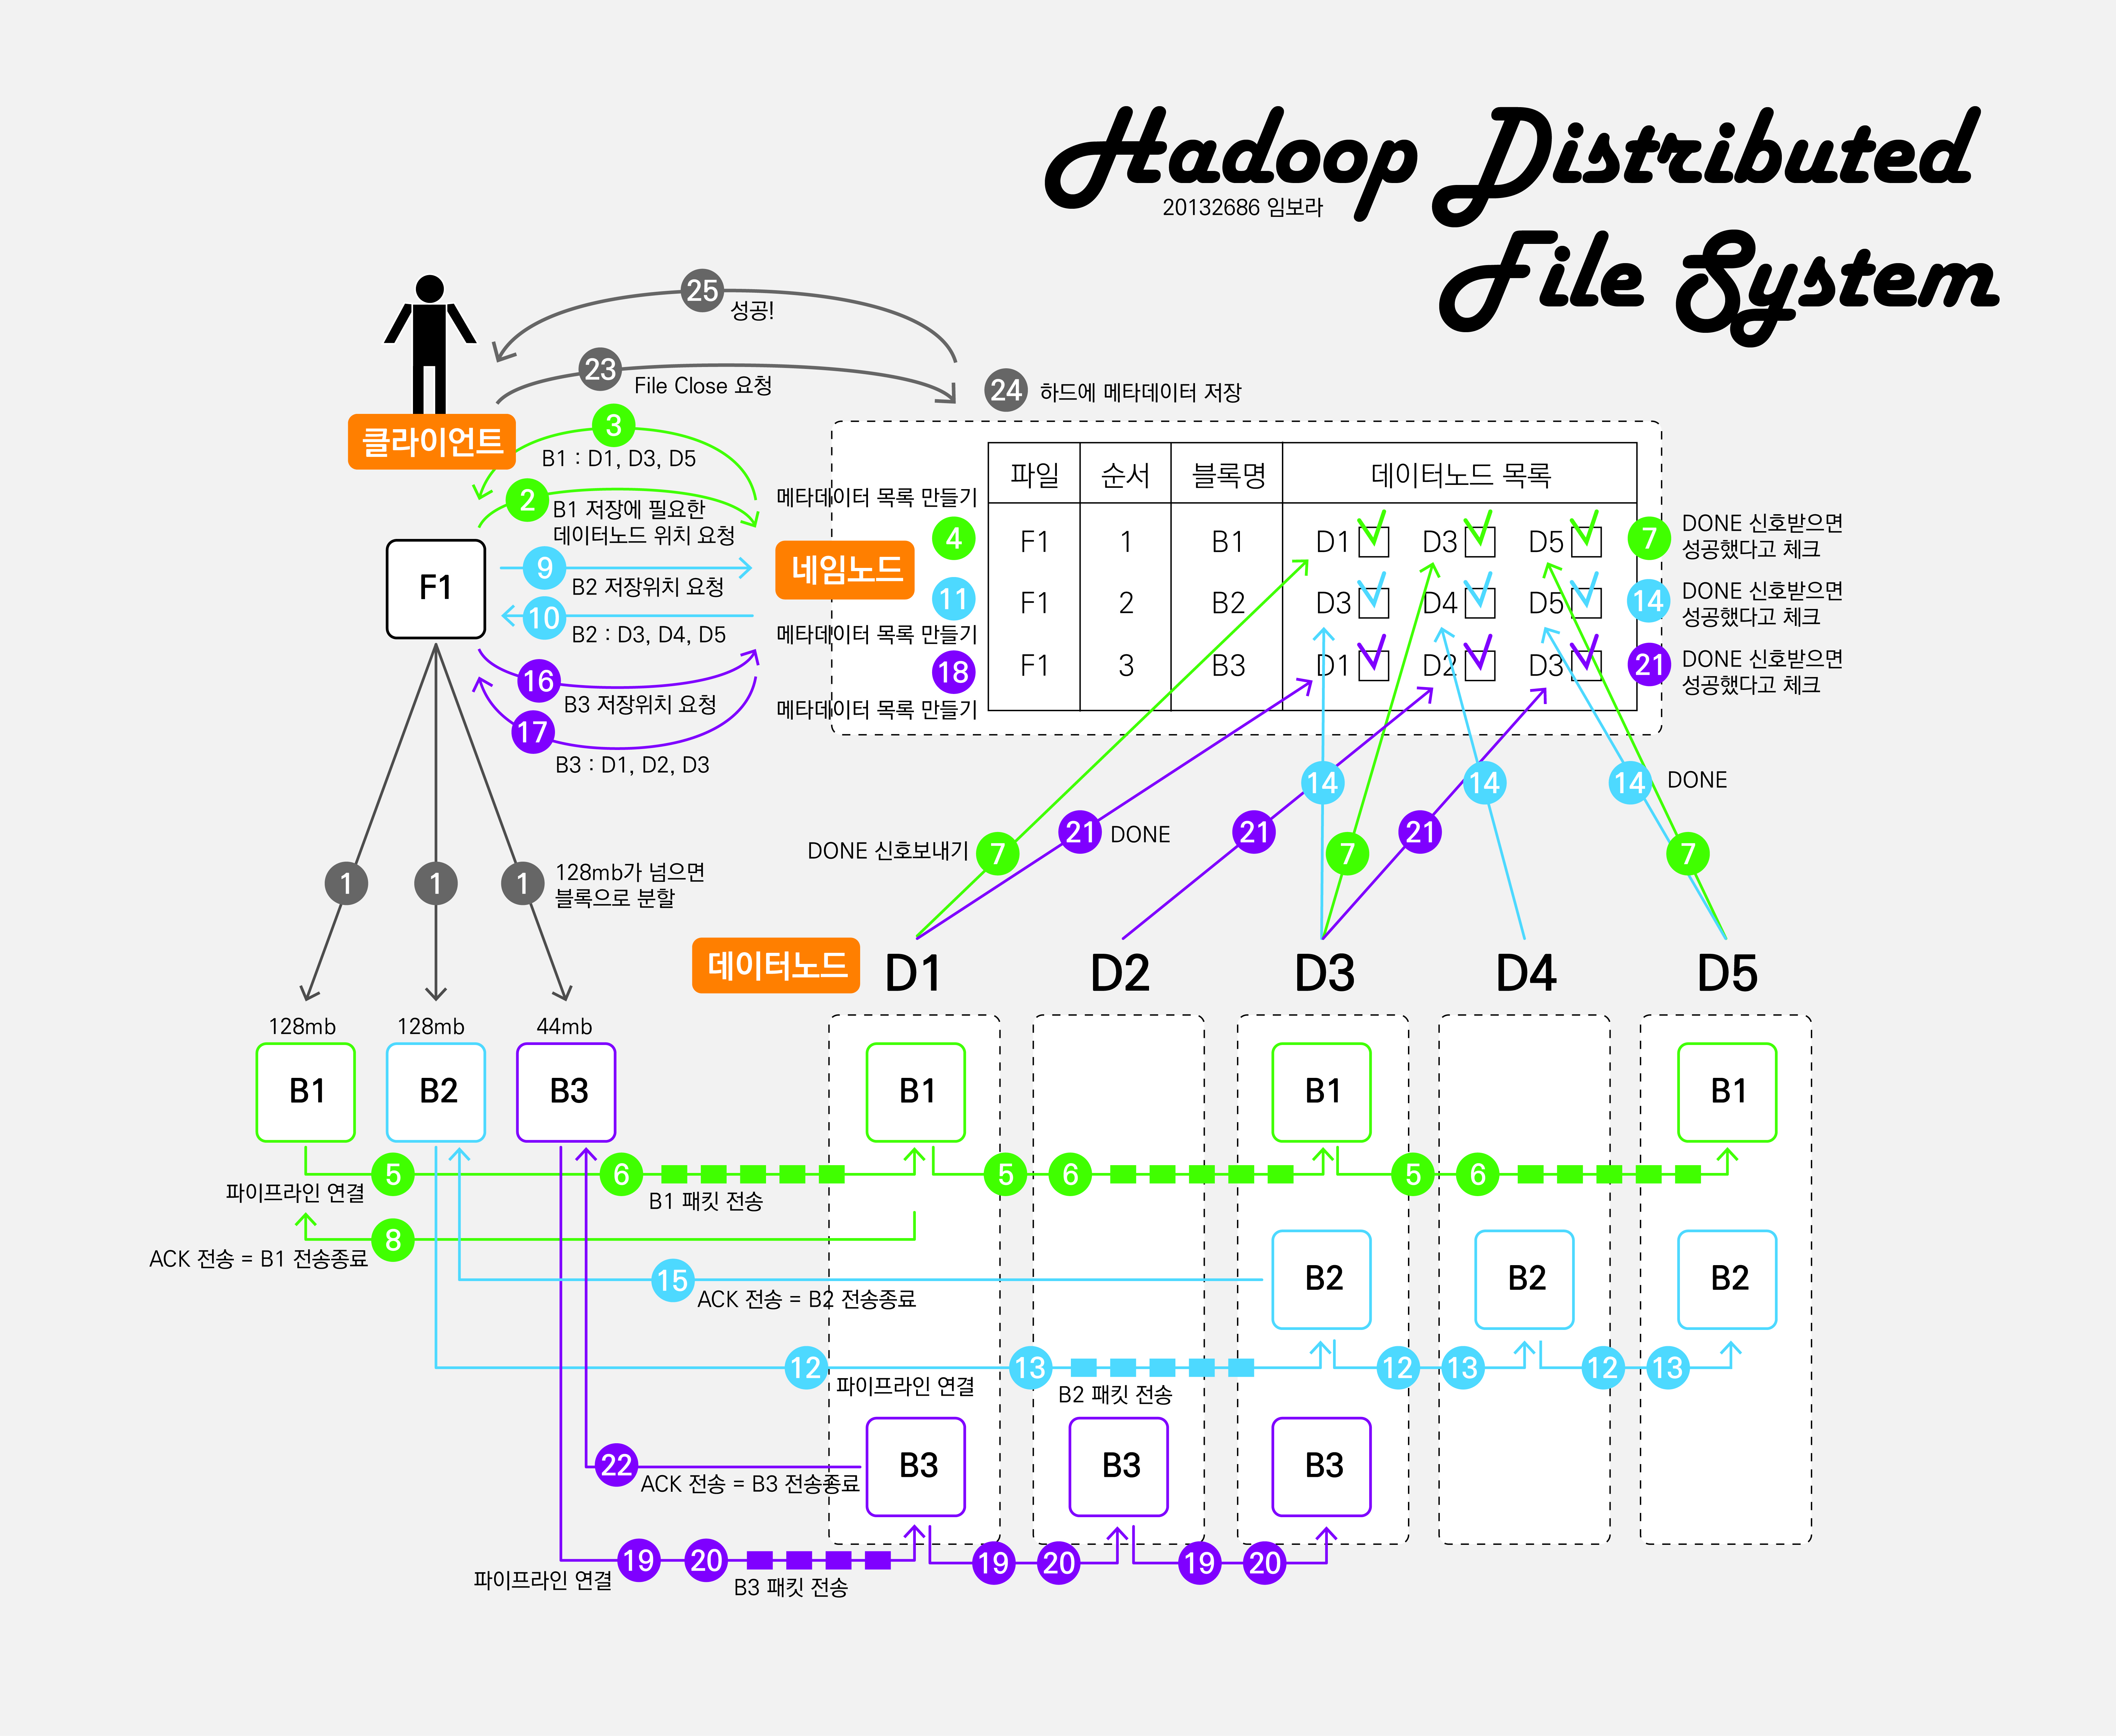 Hadoop Distributed
20132686 임보라
File System
25
성공!
23
File Close 요청
24
하드에 메타데이터 저장
클라이언트
3
B1 : D1, D3, D5
2
B1 저장에 필요한
데이터노드 위치 요청
F1
9
B2 저장위치 요청
10
B2 : D3, D4, D5
16
B3 저장위치 요청
17
B3 : D1, D2, D3
메타데이터 목록 만들기
4
네임노드
11
메타데이터 목록 만들기
18
메타데이터 목록 만들기
파일 순서 블록명 데이터노드 목록
F1 1 B1 D1 D3 D5
F1 2 B2 D3 D4 D5
F1 3 B3 D1 D2 D3
7
DONE 신호받으면
성공했다고 체크
14
DONE 신호받으면
성공했다고 체크
21
DONE 신호받으면
성공했다고 체크
14 14 14 DONE
DONE 신호보내기 7 21 DONE 21 7 21 7
1 1 1
128mb가 넘으면
블록으로 분할
데이터노드 D1 D2 D3 D4 D5
128mb 128mb 44mb
B1 B2 B3 B1 B1 B1
5 6 5 6 5 6
파이프라인 연결
B1 패킷 전송
8
ACK 전송 = B1 전송종료
15
ACK 전송 = B2 전송종료
B2 B2 B2
12 13 12 13 12 13
파이프라인 연결
B2 패킷 전송
22
ACK 전송 = B3 전송종료
B3 B3 B3
19 20 19 20 19 20
파이프라인 연결
B3 패킷 전송